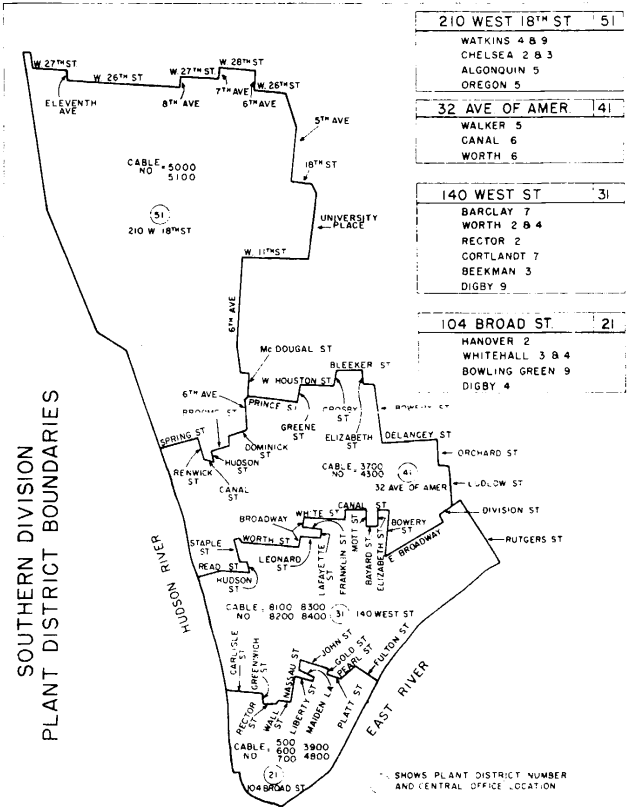 SOUTHERN DIVISION
PLANT DISTRICT BOUNDARIES
210 WEST 18TH ST 51
WATKINS 4 & 9
CHELSEA 2 & 3
ALGONQUIN 5
OREGON 5
32 AVE OF AMER. 41
WALKER 5
CANAL 6
WORTH 6
140 WEST ST 31
BARCLAY 7
WORTH 2 & 4
RECTOR 2
CORTLANDT 7
BEEKMAN 3
DIGBY 9
104 BROAD ST. 21
HANOVER 2
WHITEHALL 3 & 4
BOWLING GREEN 9
DIGBY 4
W. 27TH ST
W. 26TH ST
W. 27TH ST
W. 28TH ST
W. 26TH ST
ELEVENTH
AVE
8TH AVE
7TH AVE
6TH AVE
5TH AVE
18TH ST
CABLE = 5000
NO 5100
51
210 W 18TH ST
UNIVERSITY
PLACE
W. 11TH ST
6TH AVE
Mc DOUGAL ST
BLEEKER ST
W HOUSTON ST
6TH AVE
PRINCE ST
BROOME ST
CROSBY
ST
BOWERY ST
GREENE
ST
ELIZABETH
ST
DELANCEY ST
SPRING ST
DOMINICK
ST
HUDSON
ST
RENWICK
ST
CANAL
ST
ORCHARD ST
CABLE = 3700
NO 4300
41
32 AVE OF AMER
LUDLOW ST
DIVISION ST
CANAL ST
WHITE ST
BROADWAY
BOWERY
ST
STAPLE
ST
WORTH ST
LEONARD
ST
LAFAYETTE
ST
FRANKLIN ST
MOTT ST
BAYARD ST
ELIZABETH ST
E BROADWAY
RUTGERS ST
READ ST
HUDSON
ST
HUDSON RIVER
CABLE = 8100 8300
NO 8200 8400
31
140 WEST ST
CARLISLE
ST
GREENWICH
ST
NASSAU ST
JOHN ST
GOLD ST
PEARL ST
FULTON ST
RECTOR
ST
WALL
ST
LIBERTY ST
MAIDEN LA
PLATT ST
EAST RIVER
CABLE = 500 3900
NO 600 4800
700
21
104 BROAD ST
SHOWS PLANT DISTRICT NUMBER
AND CENTRAL OFFICE LOCATION